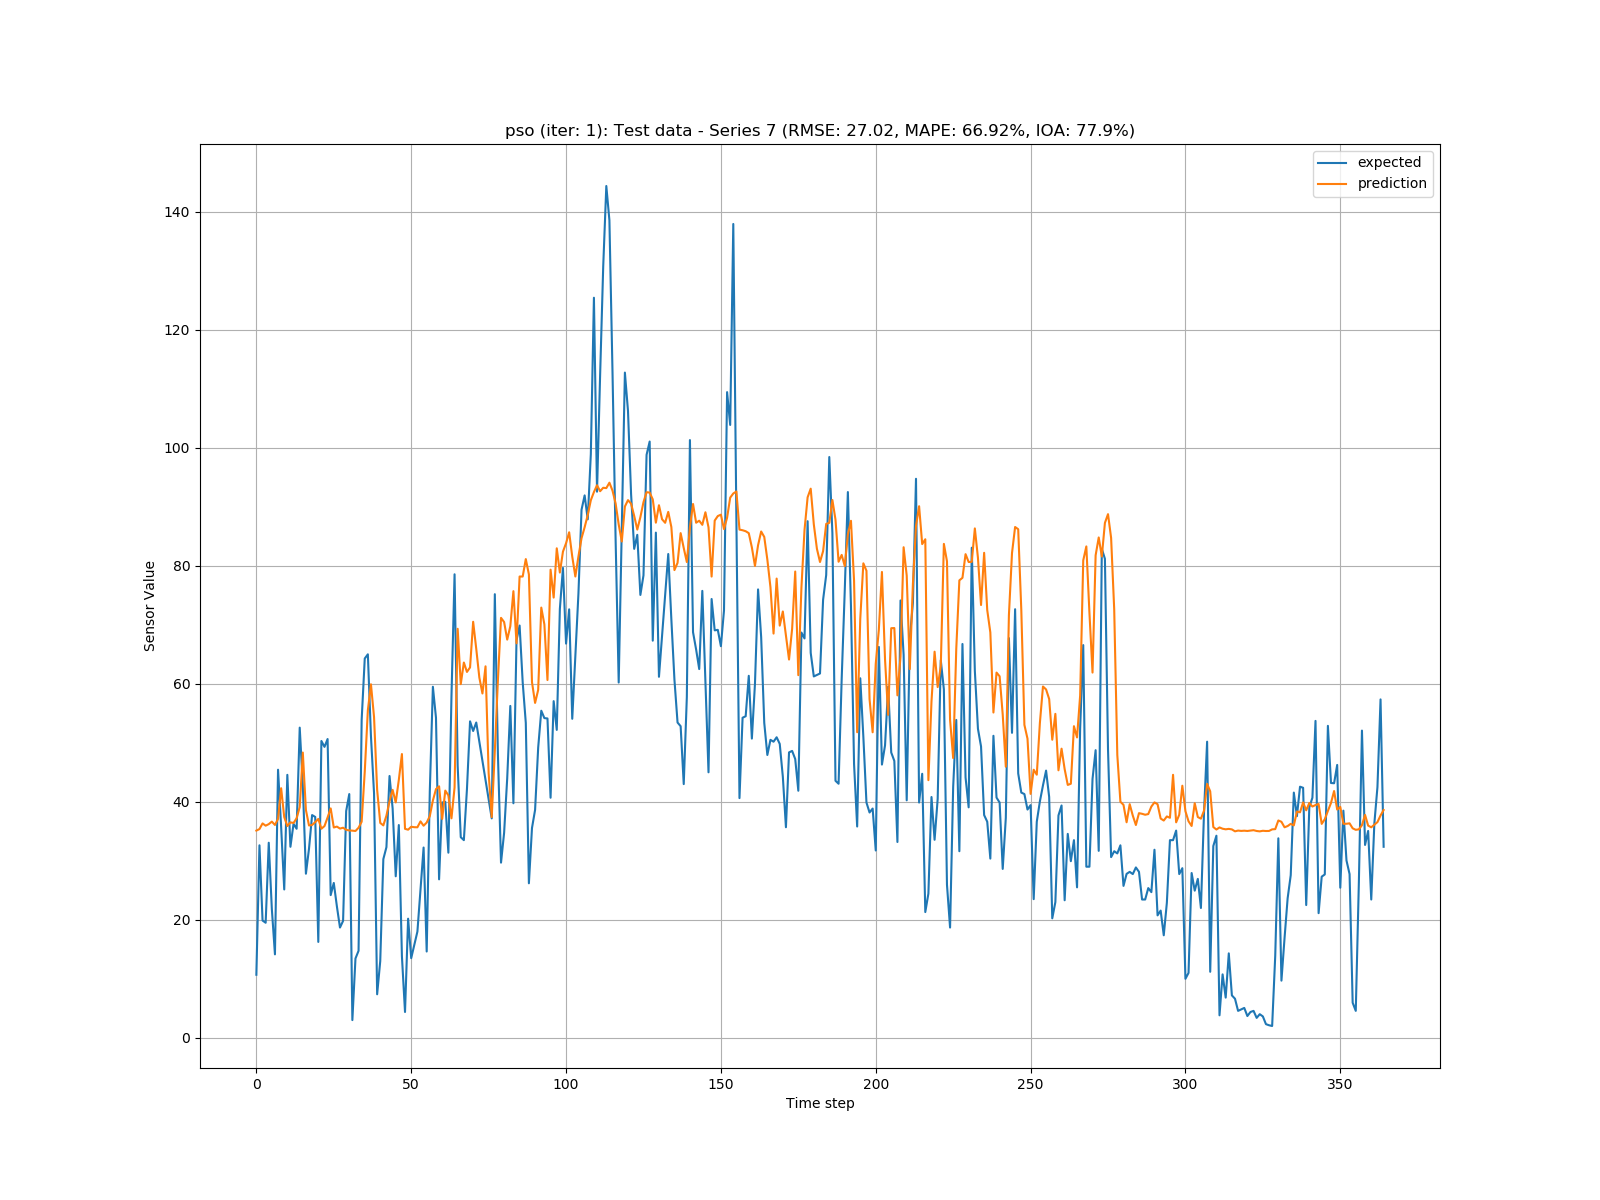 pso (iter: 1): Test data - Series 7 (RMSE: 27.02, MAPE: 66.92%, IOA: 77.9%)
expected
prediction
140
120
100
80
60
40
20
0
Sensor Value
0 50 100 150 200 250 300 350
Time step